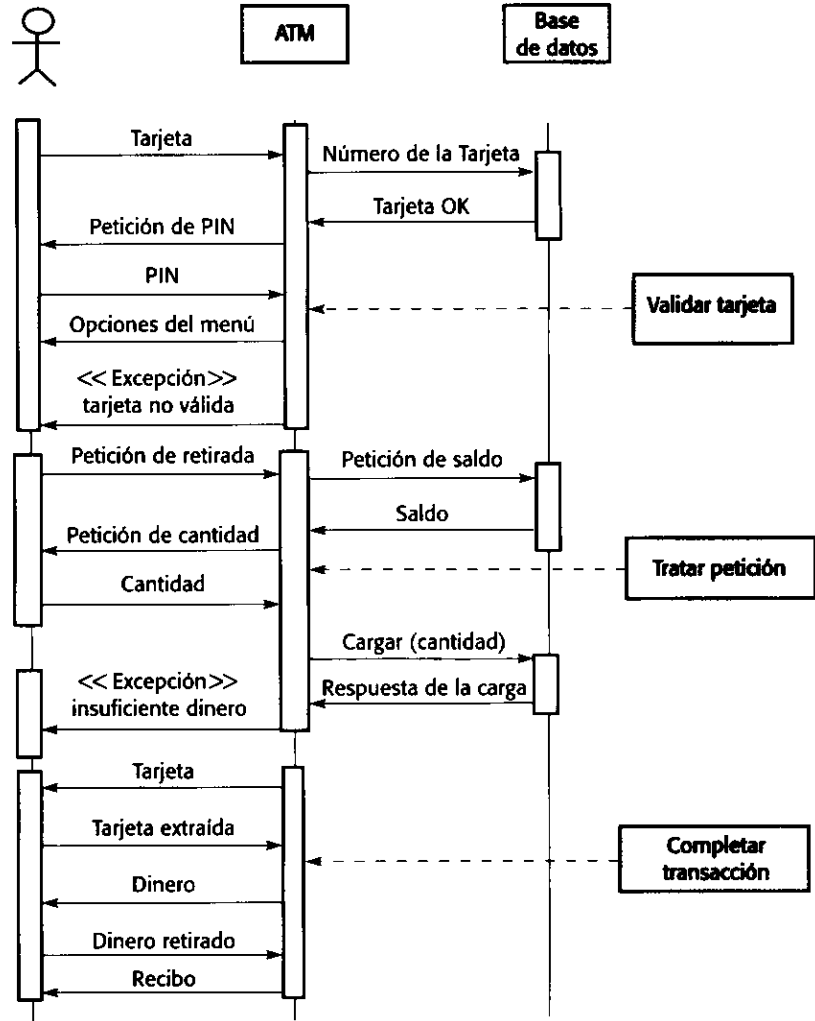 ATM
Base
de datos
Tarjeta
Número de la Tarjeta
Tarjeta OK
Petición de PIN
PIN
Validar tarjeta
Opciones del menú
<< Excepción>>
tarjeta no válida
Petición de retirada
Petición de saldo
Saldo
Petición de cantidad
Tratar petición
Cantidad
Cargar (cantidad)
<< Excepción>>
insuficiente dinero
Respuesta de la carga
Tarjeta
Tarjeta extraída
Completar
transacción
Dinero
Dinero retirado
Recibo